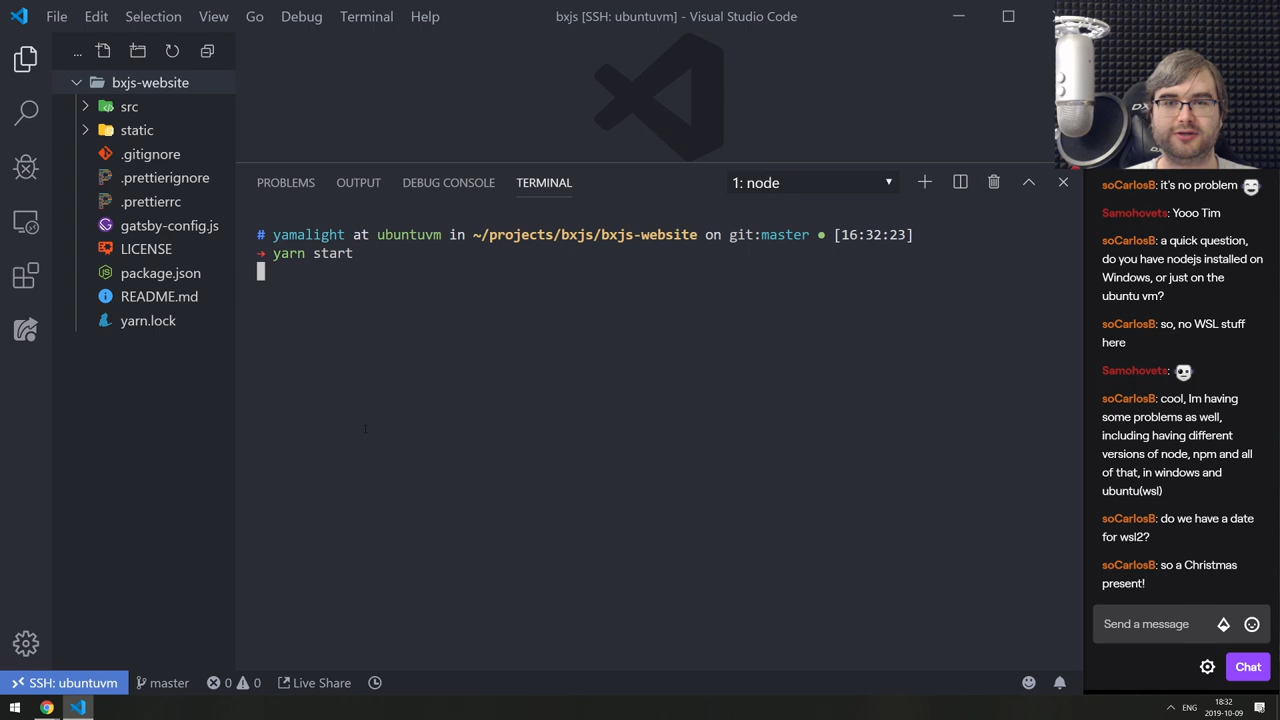 File Edit Selection View Go Debug Terminal Help
bxjs [SSH: ubuntuvm] - Visual Studio Code
...
bxjs-website
src
static
.gitignore
.prettierignore
.prettierrc
gatsby-config.js
LICENSE
package.json
README.md
yarn.lock
PROBLEMS OUTPUT DEBUG CONSOLE TERMINAL
1: node
# yamalight at ubuntuvm in ~/projects/bxjs/bxjs-website on git:master ● [16:32:23]
→ yarn start
soCarlosB: it's no problem
Samohovets: Yooo Tim
soCarlosB: a quick question,
do you have nodejs installed on
Windows, or just on the
ubuntu vm?
soCarlosB: so, no WSL stuff
here
Samohovets:
soCarlosB: cool, Im having
some problems as well,
including having different
versions of node, npm and all
of that, in windows and
ubuntu(wsl)
soCarlosB: do we have a date
for wsl2?
soCarlosB: so a Christmas
present!
Send a message
Chat
SSH: ubuntuvm master 0 0 Live Share
ENG
18:32
2019-10-09